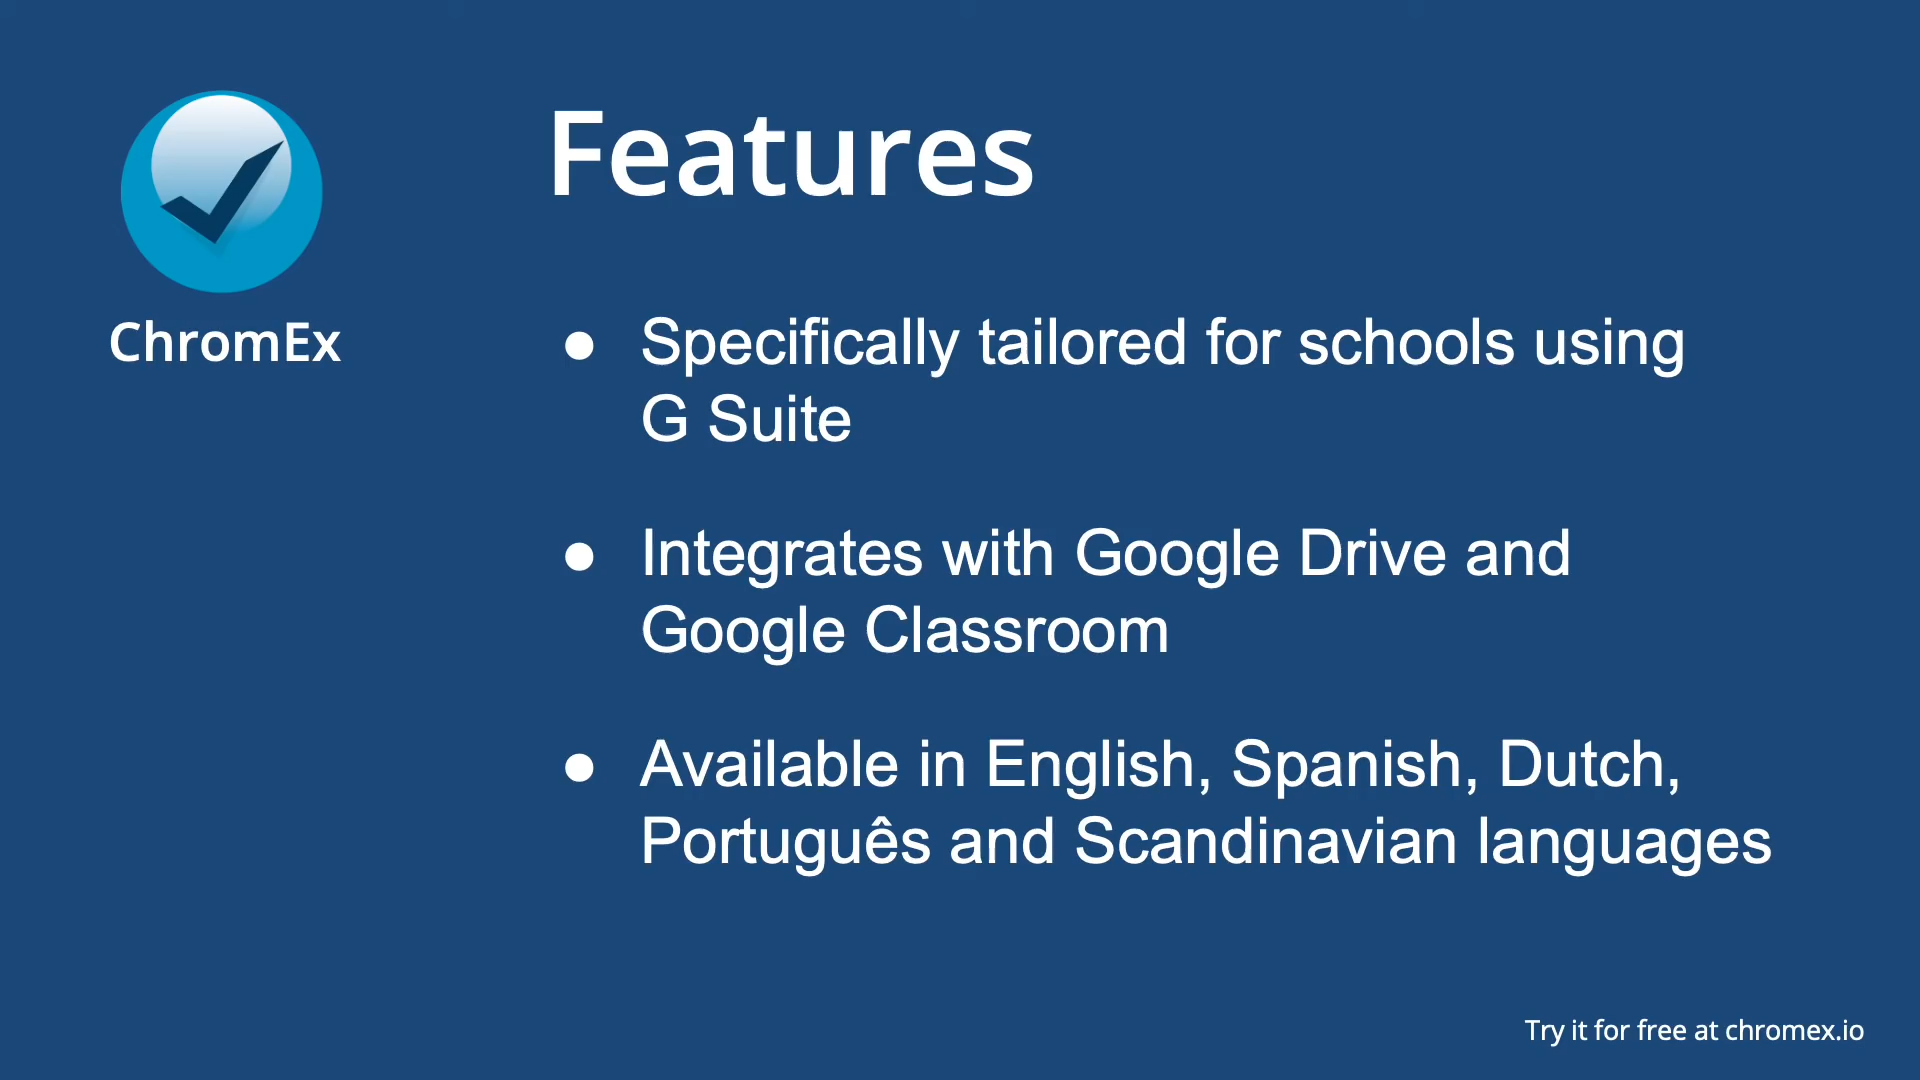 ChromEx
Features
● Specifically tailored for schools using
G Suite
● Integrates with Google Drive and
Google Classroom
● Available in English, Spanish, Dutch,
Português and Scandinavian languages
Try it for free at chromex.io